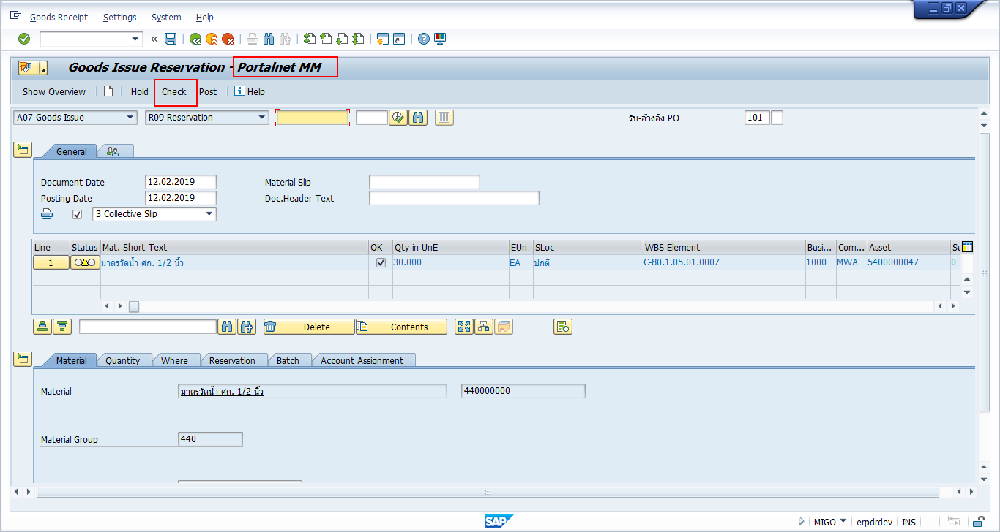 Goods Receipt Settings System Help
Goods Issue Reservation - Portalnet MM
Show Overview Hold Check Post Help
A07 Goods Issue R09 Reservation รับ-อ้างอิง PO 101
General
Document Date 12.02.2019 Material Slip
Posting Date 12.02.2019 Doc.Header Text
3 Collective Slip
Line Status Mat. Short Text OK Qty in UnE EUn SLoc WBS Element Busi... Com... Asset Su
1 มาตรวัดน้ำ ศก. 1/2 นิ้ว 30.000 EA ปกติ C-80.1.05.01.0007 1000 MWA 5400000047 0
Delete Contents
Material Quantity Where Reservation Batch Account Assignment
Material มาตรวัดน้ำ ศก. 1/2 นิ้ว 440000000
Material Group 440
SAP MIGO erpdrdev INS